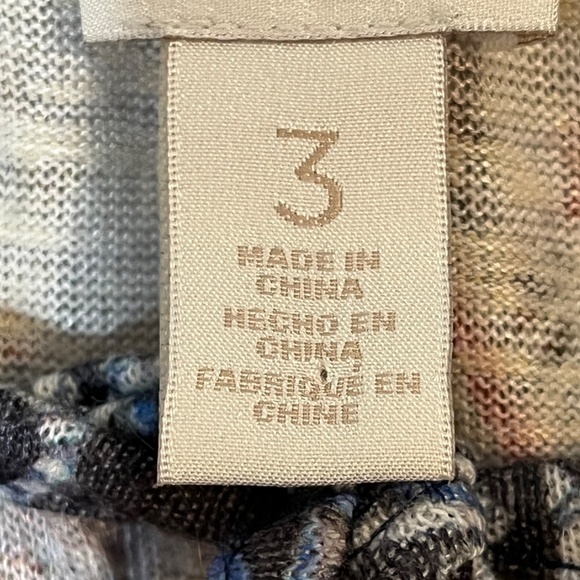 3
MADE IN
CHINA
HECHO EN
CHINA
FABRIQUÉ EN
CHINE